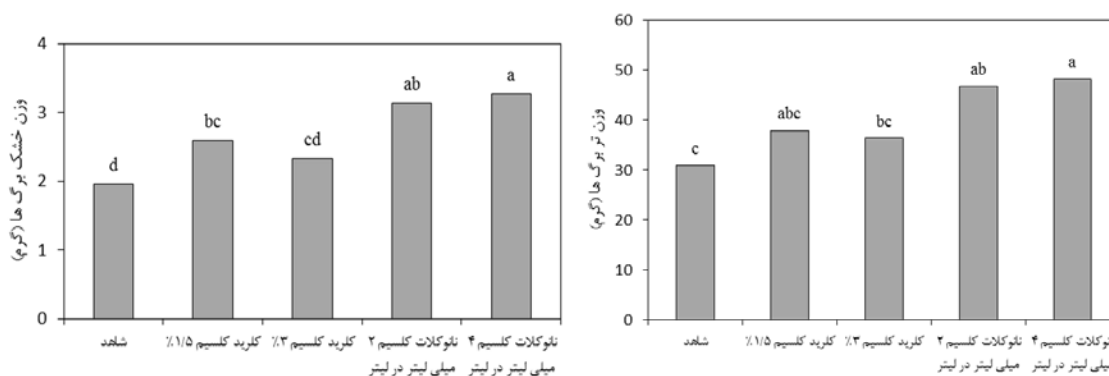 4
3
2
1
0
وزن خشک برگ ها (گرم)
d
bc
cd
ab
a
شاهد
کلرید کلسیم ۱/۵٪
کلرید کلسیم ۳٪
نانوکلات کلسیم ۲
میلی لیتر در لیتر
نانوکلات کلسیم ۴
میلی لیتر در لیتر
60
50
40
30
20
10
0
وزن تر برگ ها (گرم)
c
abc
bc
ab
a
شاهد
کلرید کلسیم ۱/۵٪
کلرید کلسیم ۳٪
نانوکلات کلسیم ۲
میلی لیتر در لیتر
نانوکلات کلسیم ۴
میلی لیتر در لیتر